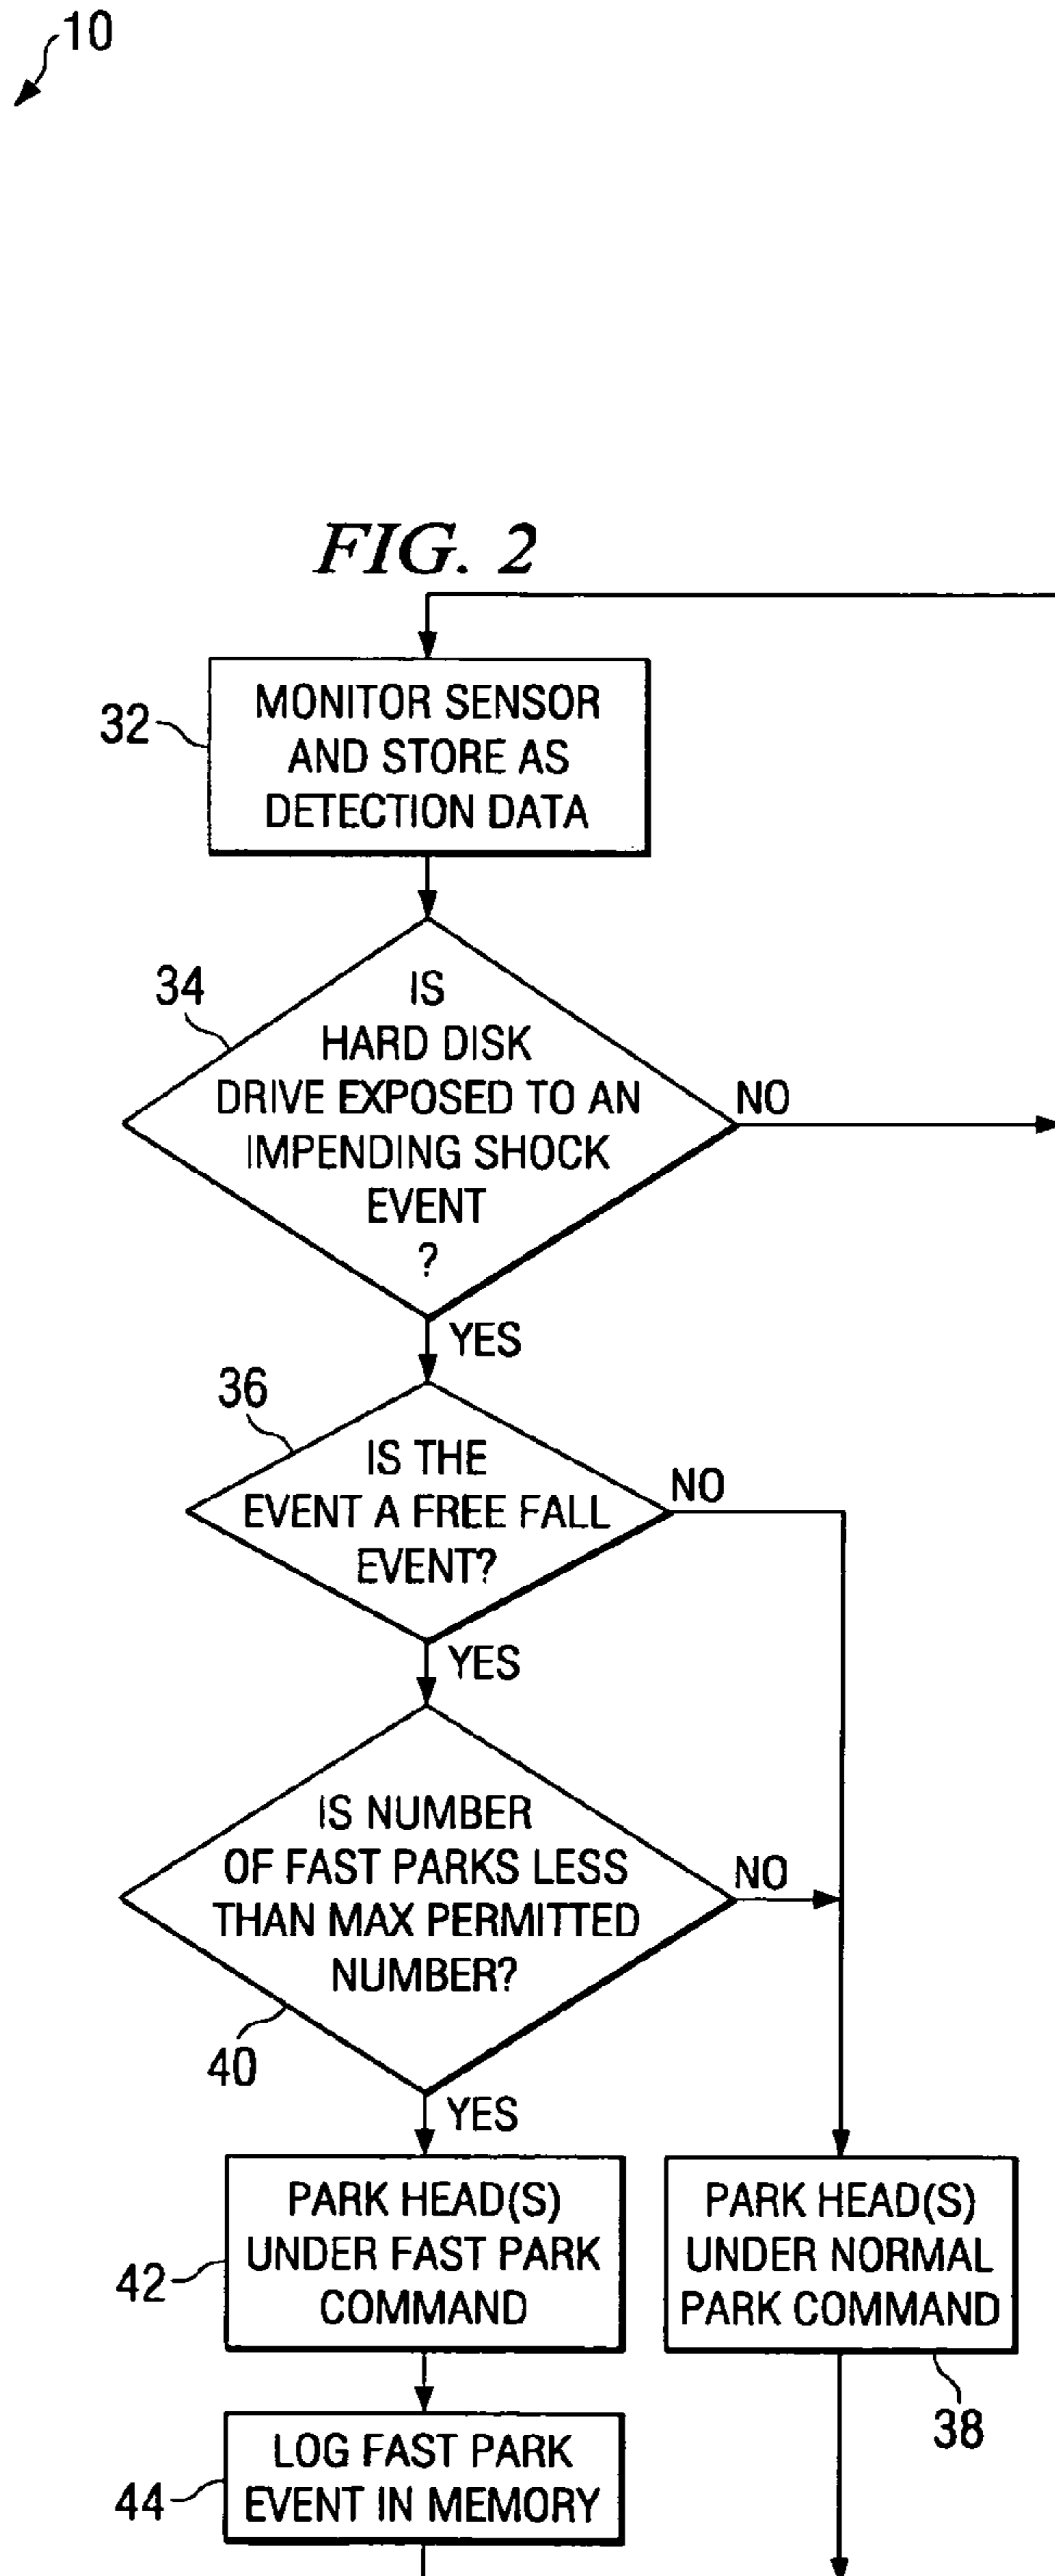 10
FIG. 2
32
MONITOR SENSOR
AND STORE AS
DETECTION DATA
34
IS
HARD DISK
DRIVE EXPOSED TO AN
IMPENDING SHOCK
EVENT
?
NO
YES
36
IS THE
EVENT A FREE FALL
EVENT?
NO
YES
IS NUMBER
OF FAST PARKS LESS
THAN MAX PERMITTED
NUMBER?
NO
40
YES
42
PARK HEAD(S)
UNDER FAST PARK
COMMAND
PARK HEAD(S)
UNDER NORMAL
PARK COMMAND
38
44
LOG FAST PARK
EVENT IN MEMORY